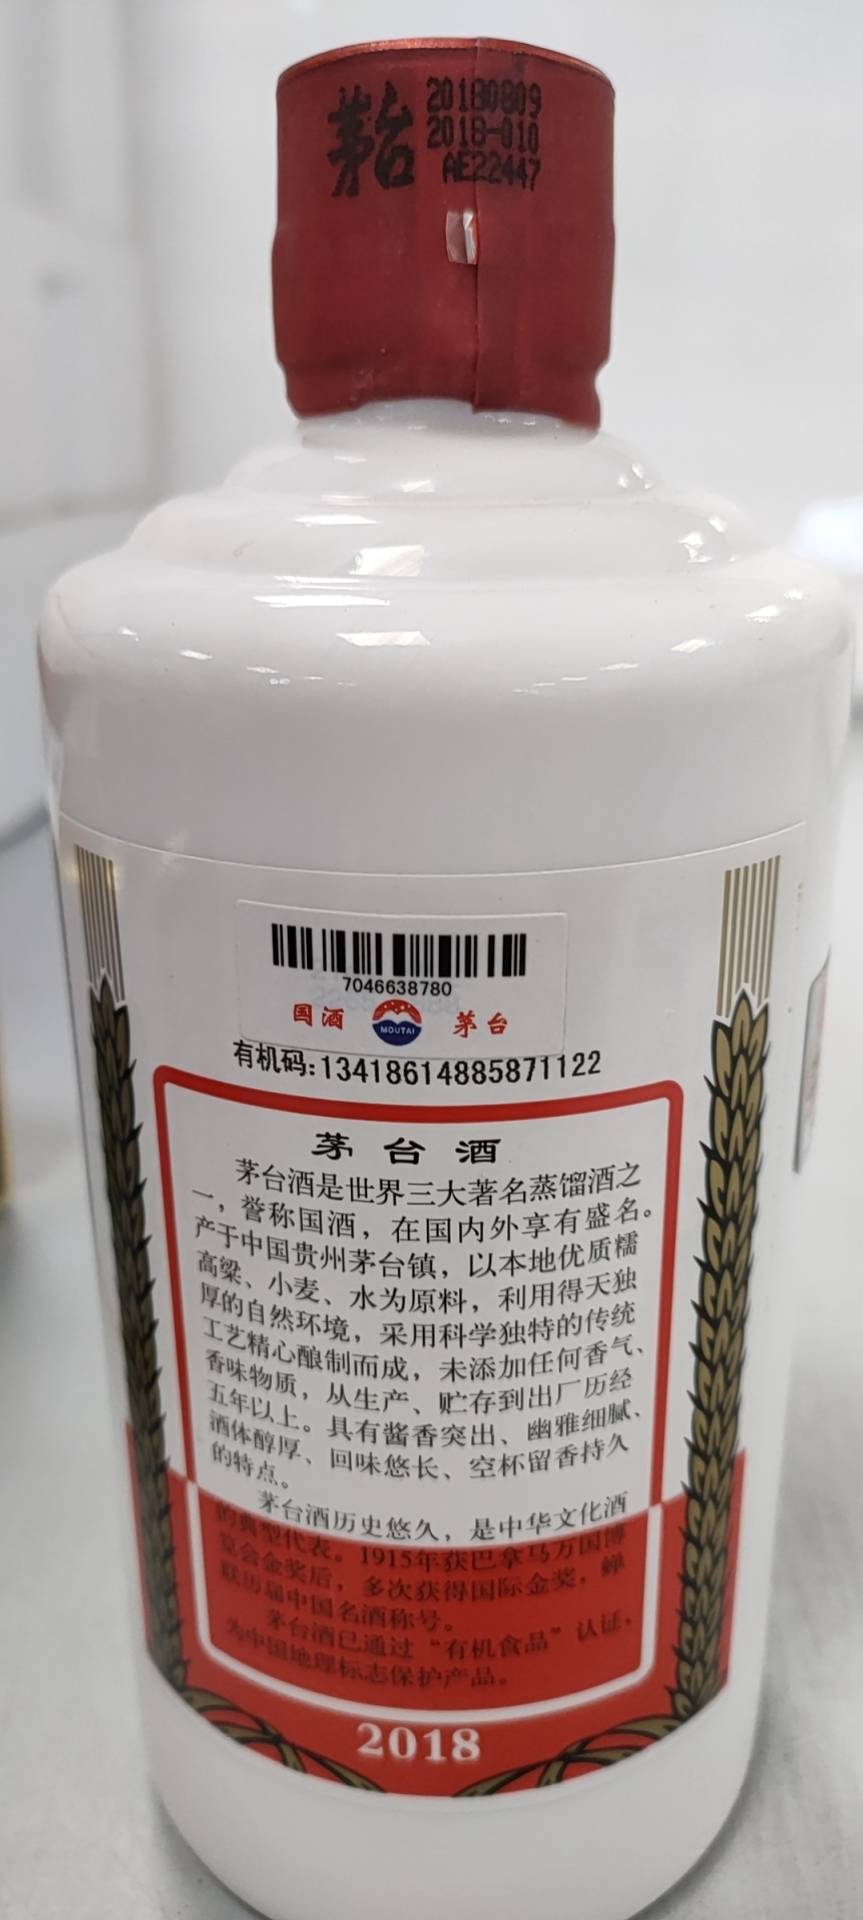 茅台
20180809
2018-010
AE22447
7046638780
国酒 MOUTAI 茅台
有机码:13418614885871122
茅台酒
茅台酒是世界三大著名蒸馏酒之
一，誉称国酒，在国内外享有盛名。
产于中国贵州茅台镇，以本地优质糯
高粱、小麦、水为原料，利用得天独
厚的自然环境，采用科学独特的传统
工艺精心酿制而成，未添加任何香气、
香味物质，从生产、贮存到出厂历经
五年以上。具有酱香突出、幽雅细腻、
酒体醇厚、回味悠长、空杯留香持久
的特点。
茅台酒历史悠久，是中华文化酒
的典型代表。1915年获巴拿马万国博
览会金奖后，多次获得国际金奖，蝉
联历届中国名酒称号。
茅台酒已通过“有机食品”认证，
为中国地理标志保护产品。
2018